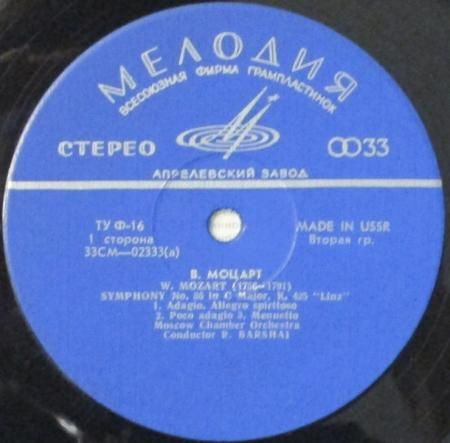 МЕЛОДИЯ
ВСЕСОЮЗНАЯ ФИРМА ГРАМПЛАСТИНОК
СТЕРЕО 33
АПРЕЛЕВСКИЙ ЗАВОД
ТУ Ф-16 MADE IN USSR
1 сторона Вторая гр.
33СМ—02333(а)
В. МОЦАРТ
W. MOZART (1756—1791)
SYMPHONY No. 36 in C Major, K. 425 "Linz"
1. Adagio. Allegro spiritoso
2. Poco adagio 3. Menuetto
Moscow Chamber Orchestra
Conductor R. BARSHAI